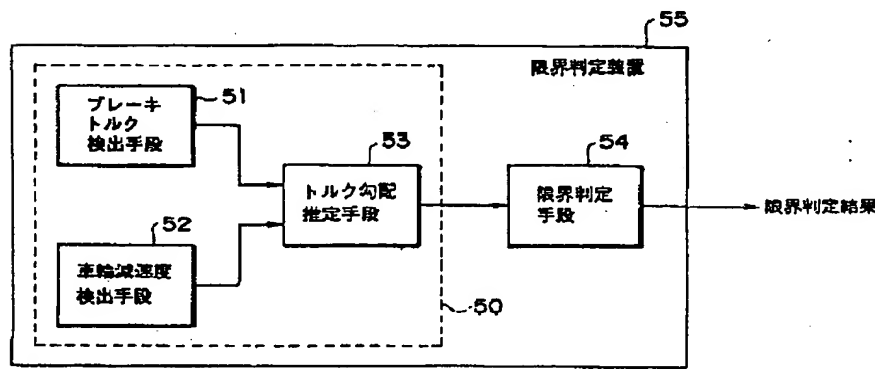 55
限界判定装置
51
ブレーキ
トルク
検出手段
53
トルク勾配
推定手段
54
限界判定
手段
限界判定結果
52
車輪減速度
検出手段
50